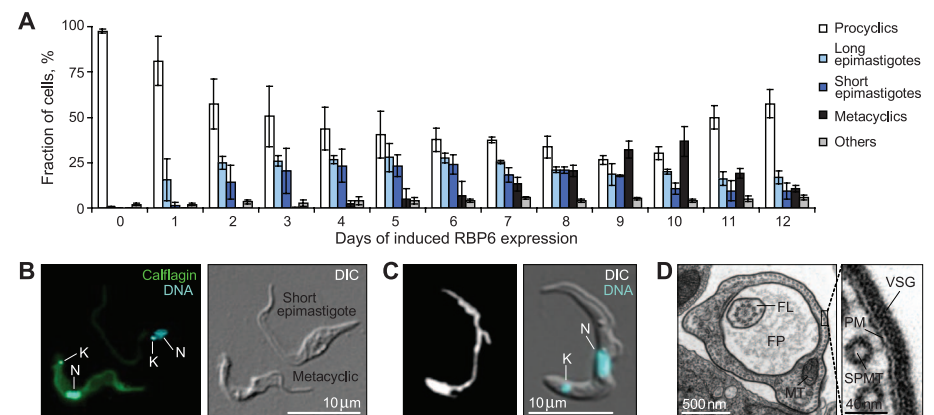 A
Fraction of cells, %
100
75
50
25
0
0 1 2 3 4 5 6 7 8 9 10 11 12
Days of induced RBP6 expression
Procyclics
Long
epimastigotes
Short
epimastigotes
Metacyclics
Others
B
Calflagin
DNA
K
N
K
N
DIC
Short
epimastigote
Metacyclic
10 µm
C
DIC
DNA
N
K
10 µm
D
FL
FP
MT
500 nm
VSG
PM
SPMT
40 nm